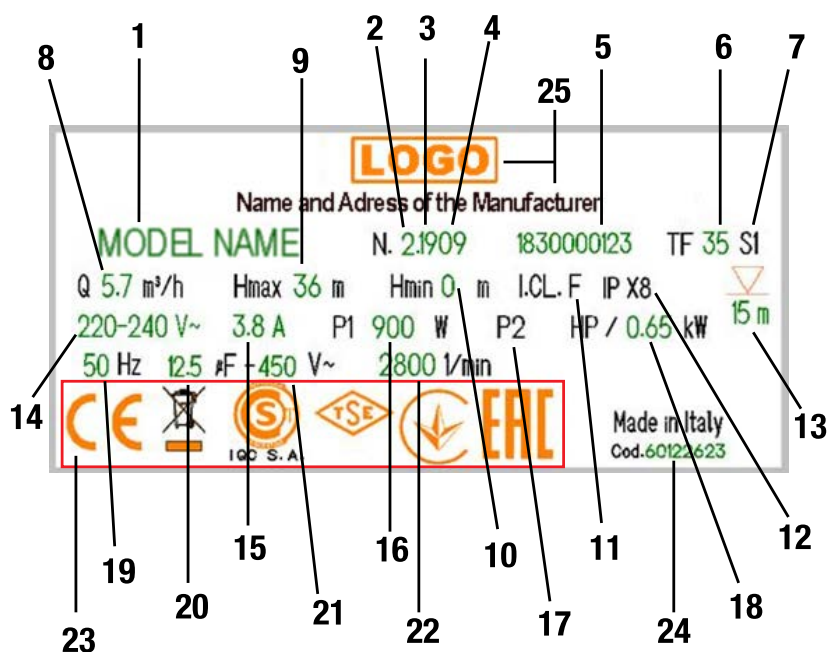 1 2 3 4 5 6 7
8 9 25
LOGO
Name and Adress of the Manufacturer
MODEL NAME N. 2.1909 1830000123 TF 35 S1
Q 5.7 m³/h Hmax 36 m Hmin 0 m I.CL. F IP X8
220-240 V~ 3.8 A P1 900 W P2 HP / 0.65 kW 15 m
50 Hz 12.5 µF - 450 V~ 2800 1/min
14 13
CE TSE EAC Made in Italy
IQC S.A. Cod.60122623
15 16 10 11 12
19 20 21 22 17 18
23 24